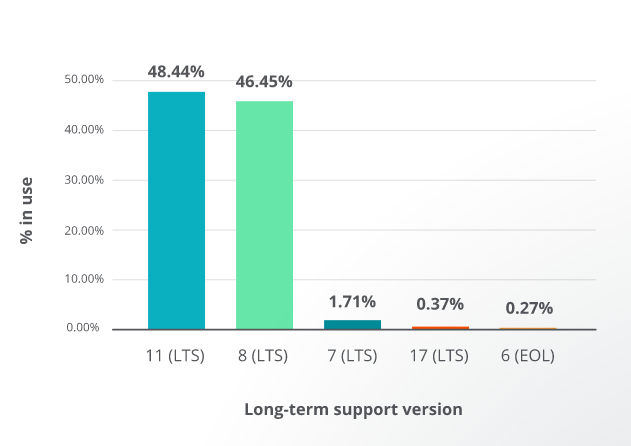 48.44%
46.45%
1.71%
0.37%
0.27%
50.00%
40.00%
30.00%
20.00%
10.00%
0.00%
% in use
11 (LTS)
8 (LTS)
7 (LTS)
17 (LTS)
6 (EOL)
Long-term support version